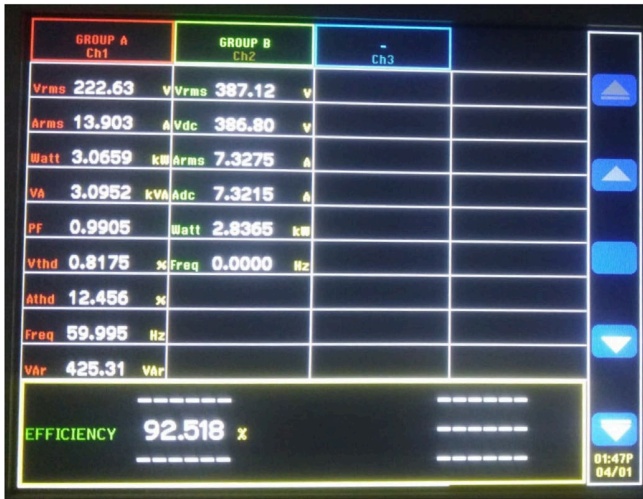 GROUP A GROUP B -
Ch1 Ch2 Ch3
Vrms 222.63 V Vrms 387.12 V
Arms 13.903 A Vdc 386.80 V
Watt 3.0659 kW Arms 7.3275 A
VA 3.0952 kVA Adc 7.3215 A
PF 0.9905 Watt 2.8365 kW
Vthd 0.8175 % Freq 0.0000 Hz
Athd 12.456 %
Freq 59.995 Hz
VAr 425.31 VAr
------ ------
EFFICIENCY 92.518 % ------
------ ------
01:47P
04/01